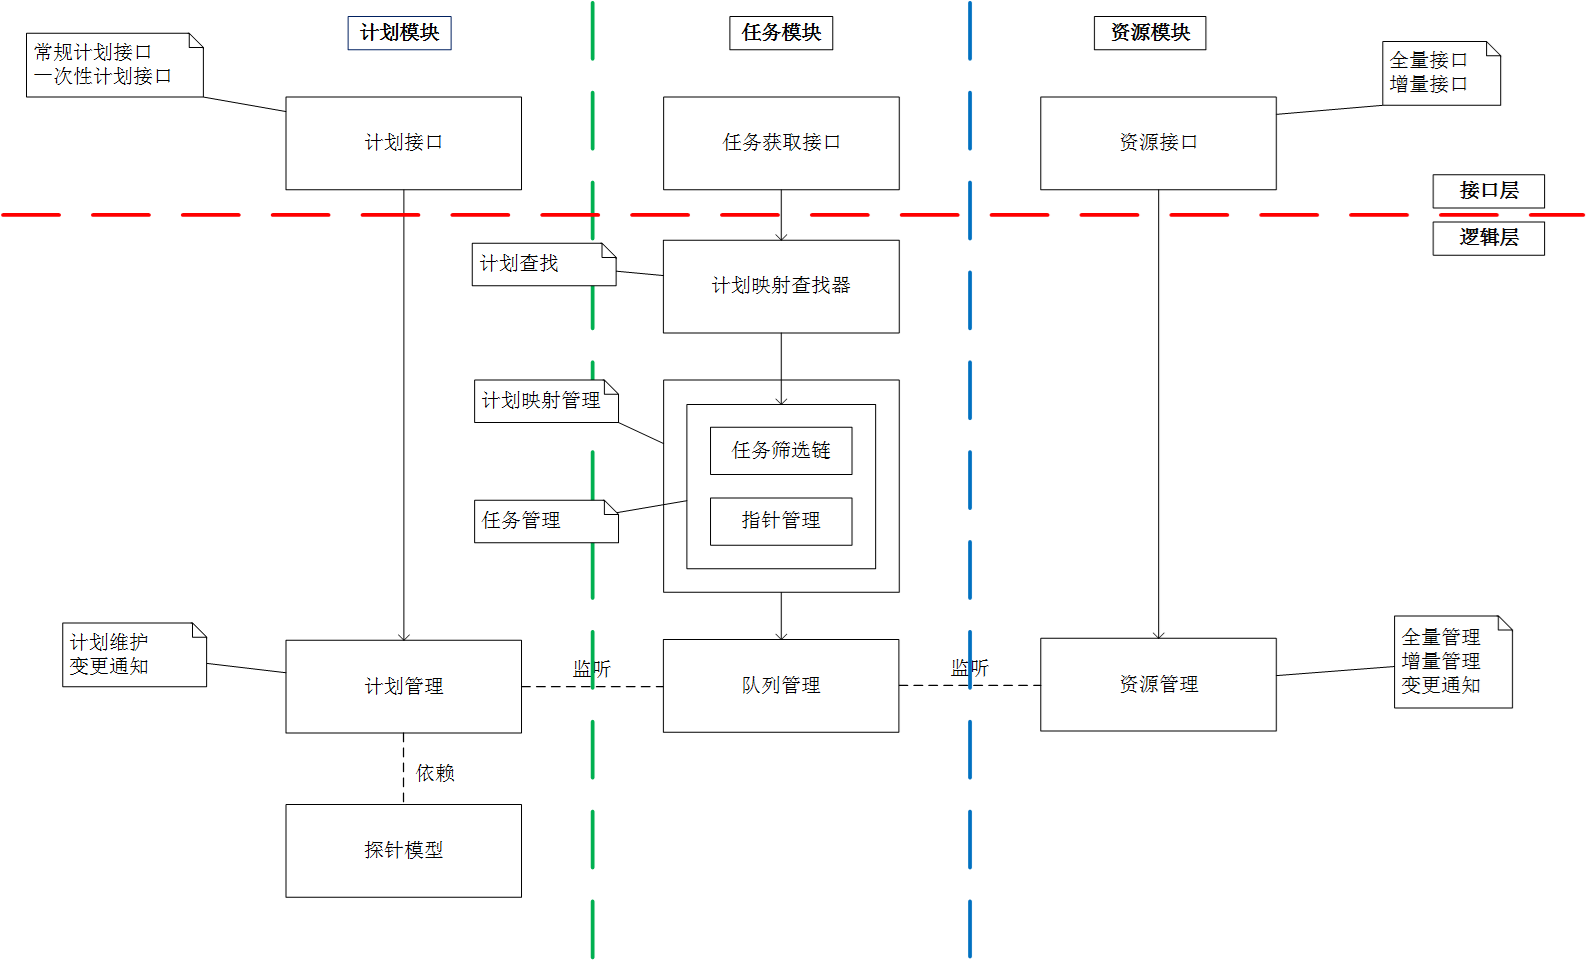 计划模块
任务模块
资源模块
常规计划接口
一次性计划接口
全量接口
增量接口
计划接口
任务获取接口
资源接口
接口层
逻辑层
计划查找
计划映射查找器
计划映射管理
任务筛选链
任务管理
指针管理
计划维护
变更通知
计划管理
监听
队列管理
监听
资源管理
全量管理
增量管理
变更通知
依赖
探针模型